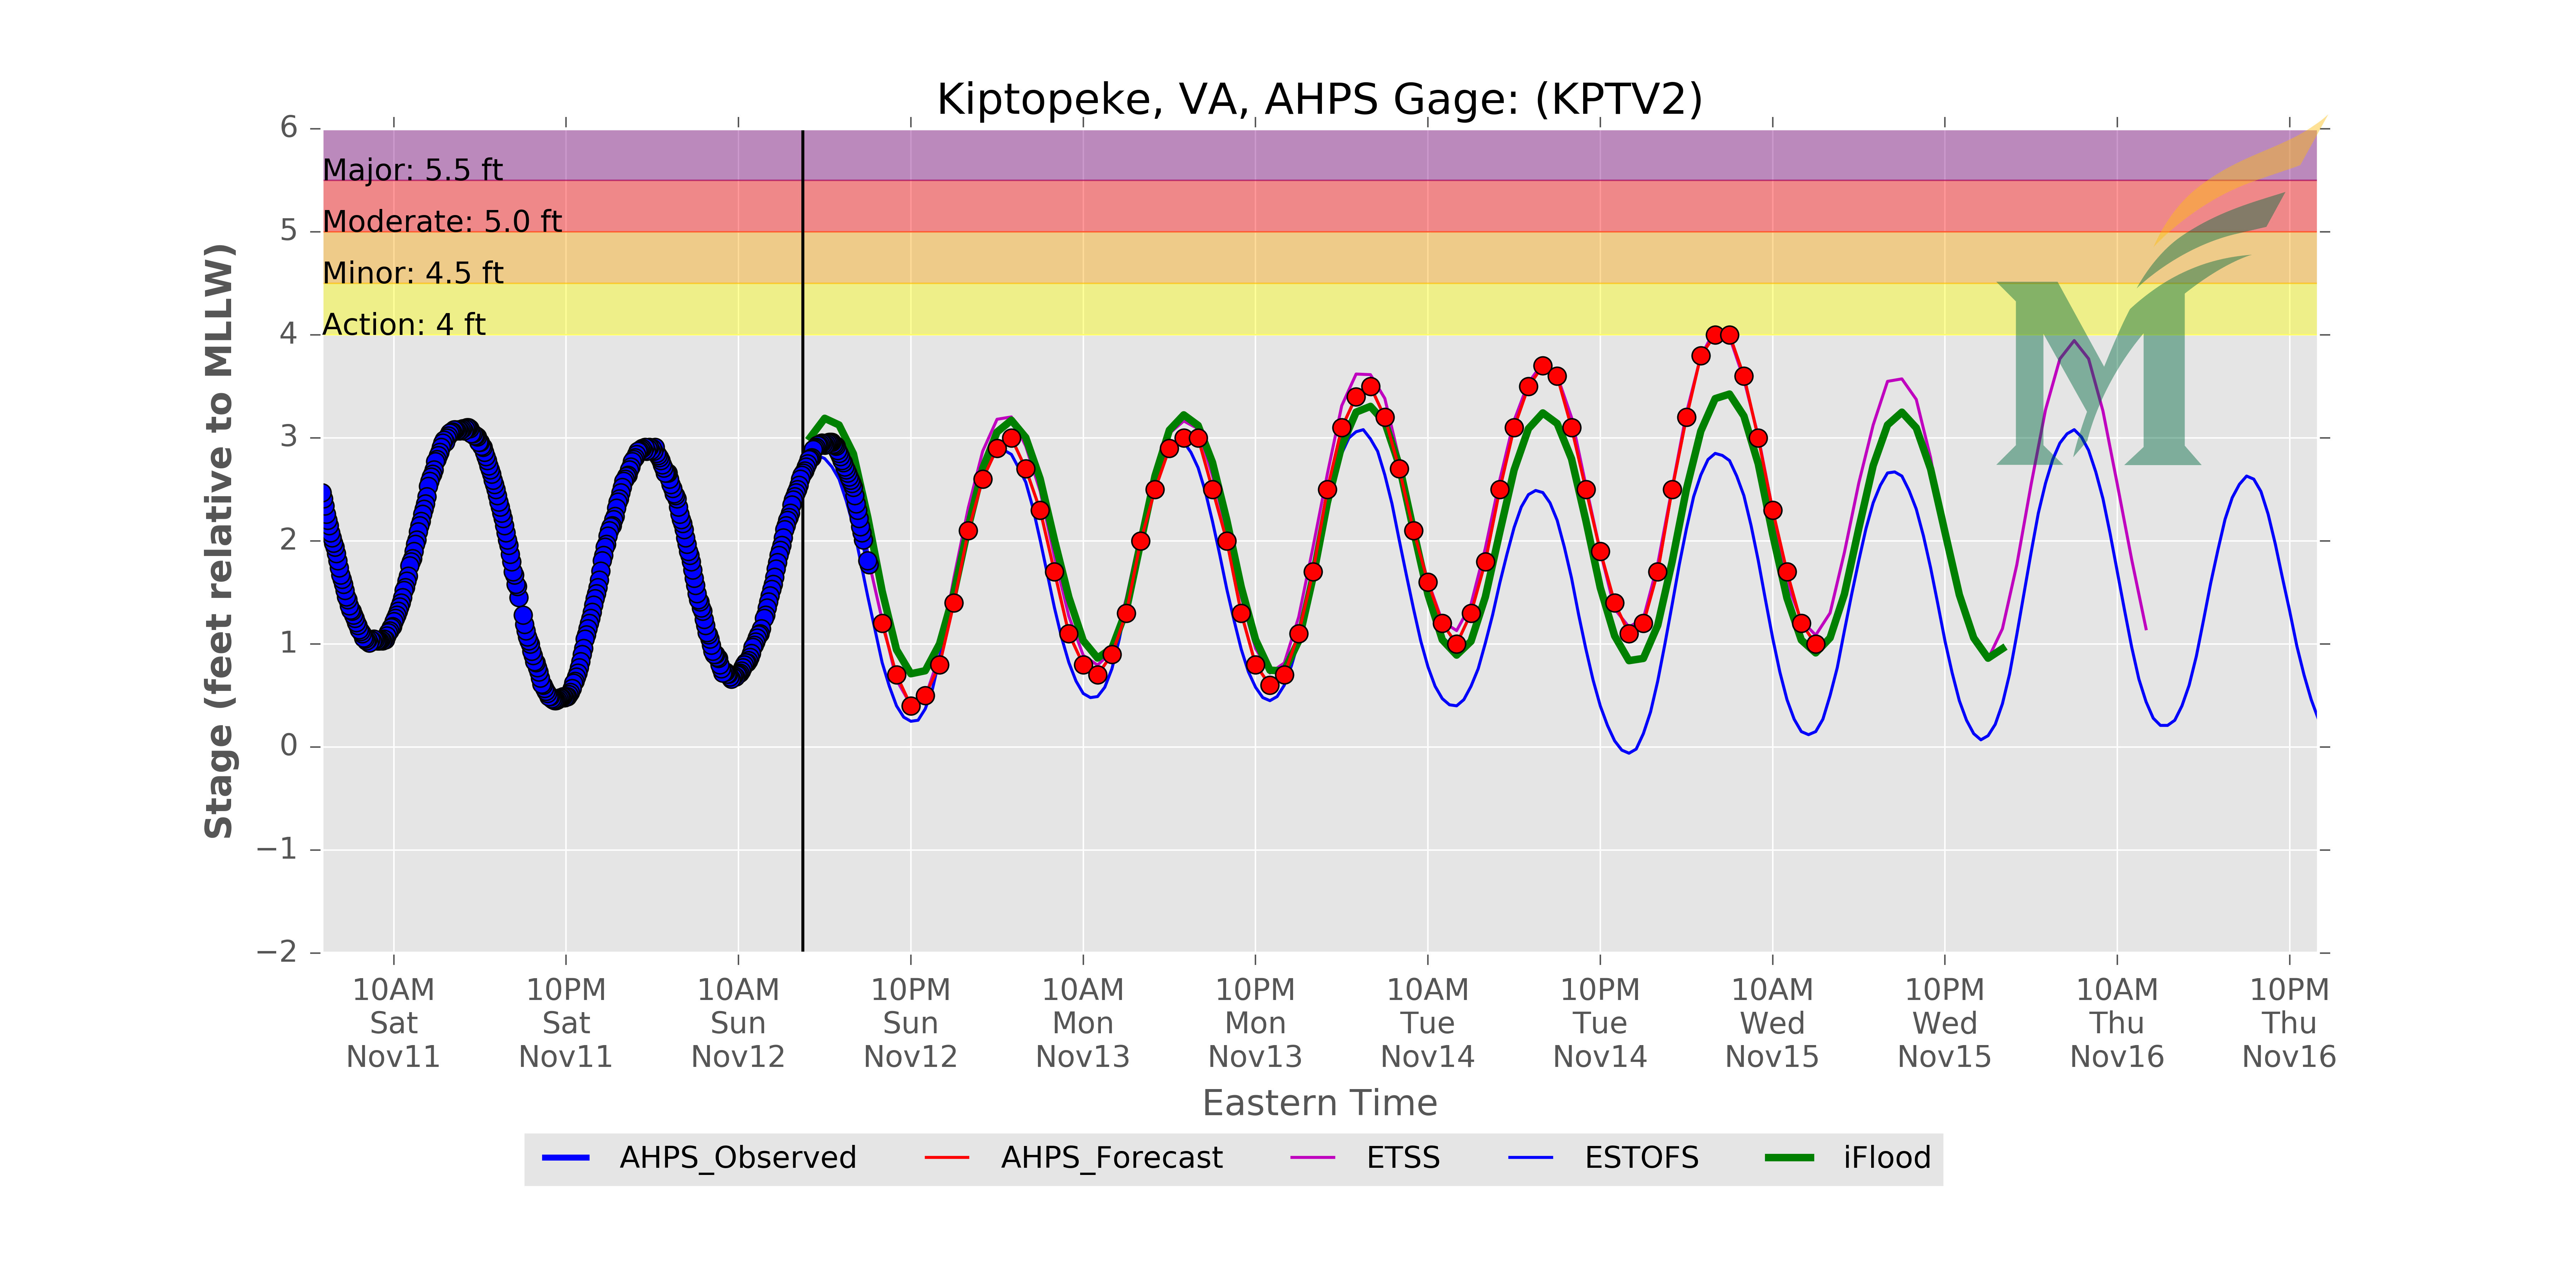 Kiptopeke, VA, AHPS Gage: (KPTV2)
6
5
4
3
2
1
0
−1
−2
Stage (feet relative to MLLW)
Major: 5.5 ft
Moderate: 5.0 ft
Minor: 4.5 ft
Action: 4 ft
M
10AM 10PM 10AM 10PM 10AM 10PM 10AM 10PM 10AM 10PM 10AM 10PM
Sat Sat Sun Sun Mon Mon Tue Tue Wed Wed Thu Thu
Nov11 Nov11 Nov12 Nov12 Nov13 Nov13 Nov14 Nov14 Nov15 Nov15 Nov16 Nov16
Eastern Time
AHPS_Observed AHPS_Forecast ETSS ESTOFS iFlood